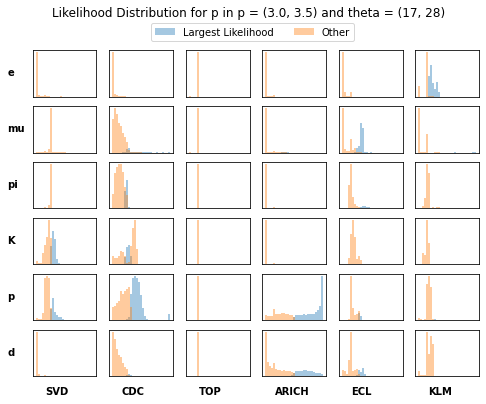 Likelihood Distribution for p in p = (3.0, 3.5) and theta = (17, 28)
Largest Likelihood Other
e
mu
pi
K
p
d
SVD CDC TOP ARICH ECL KLM